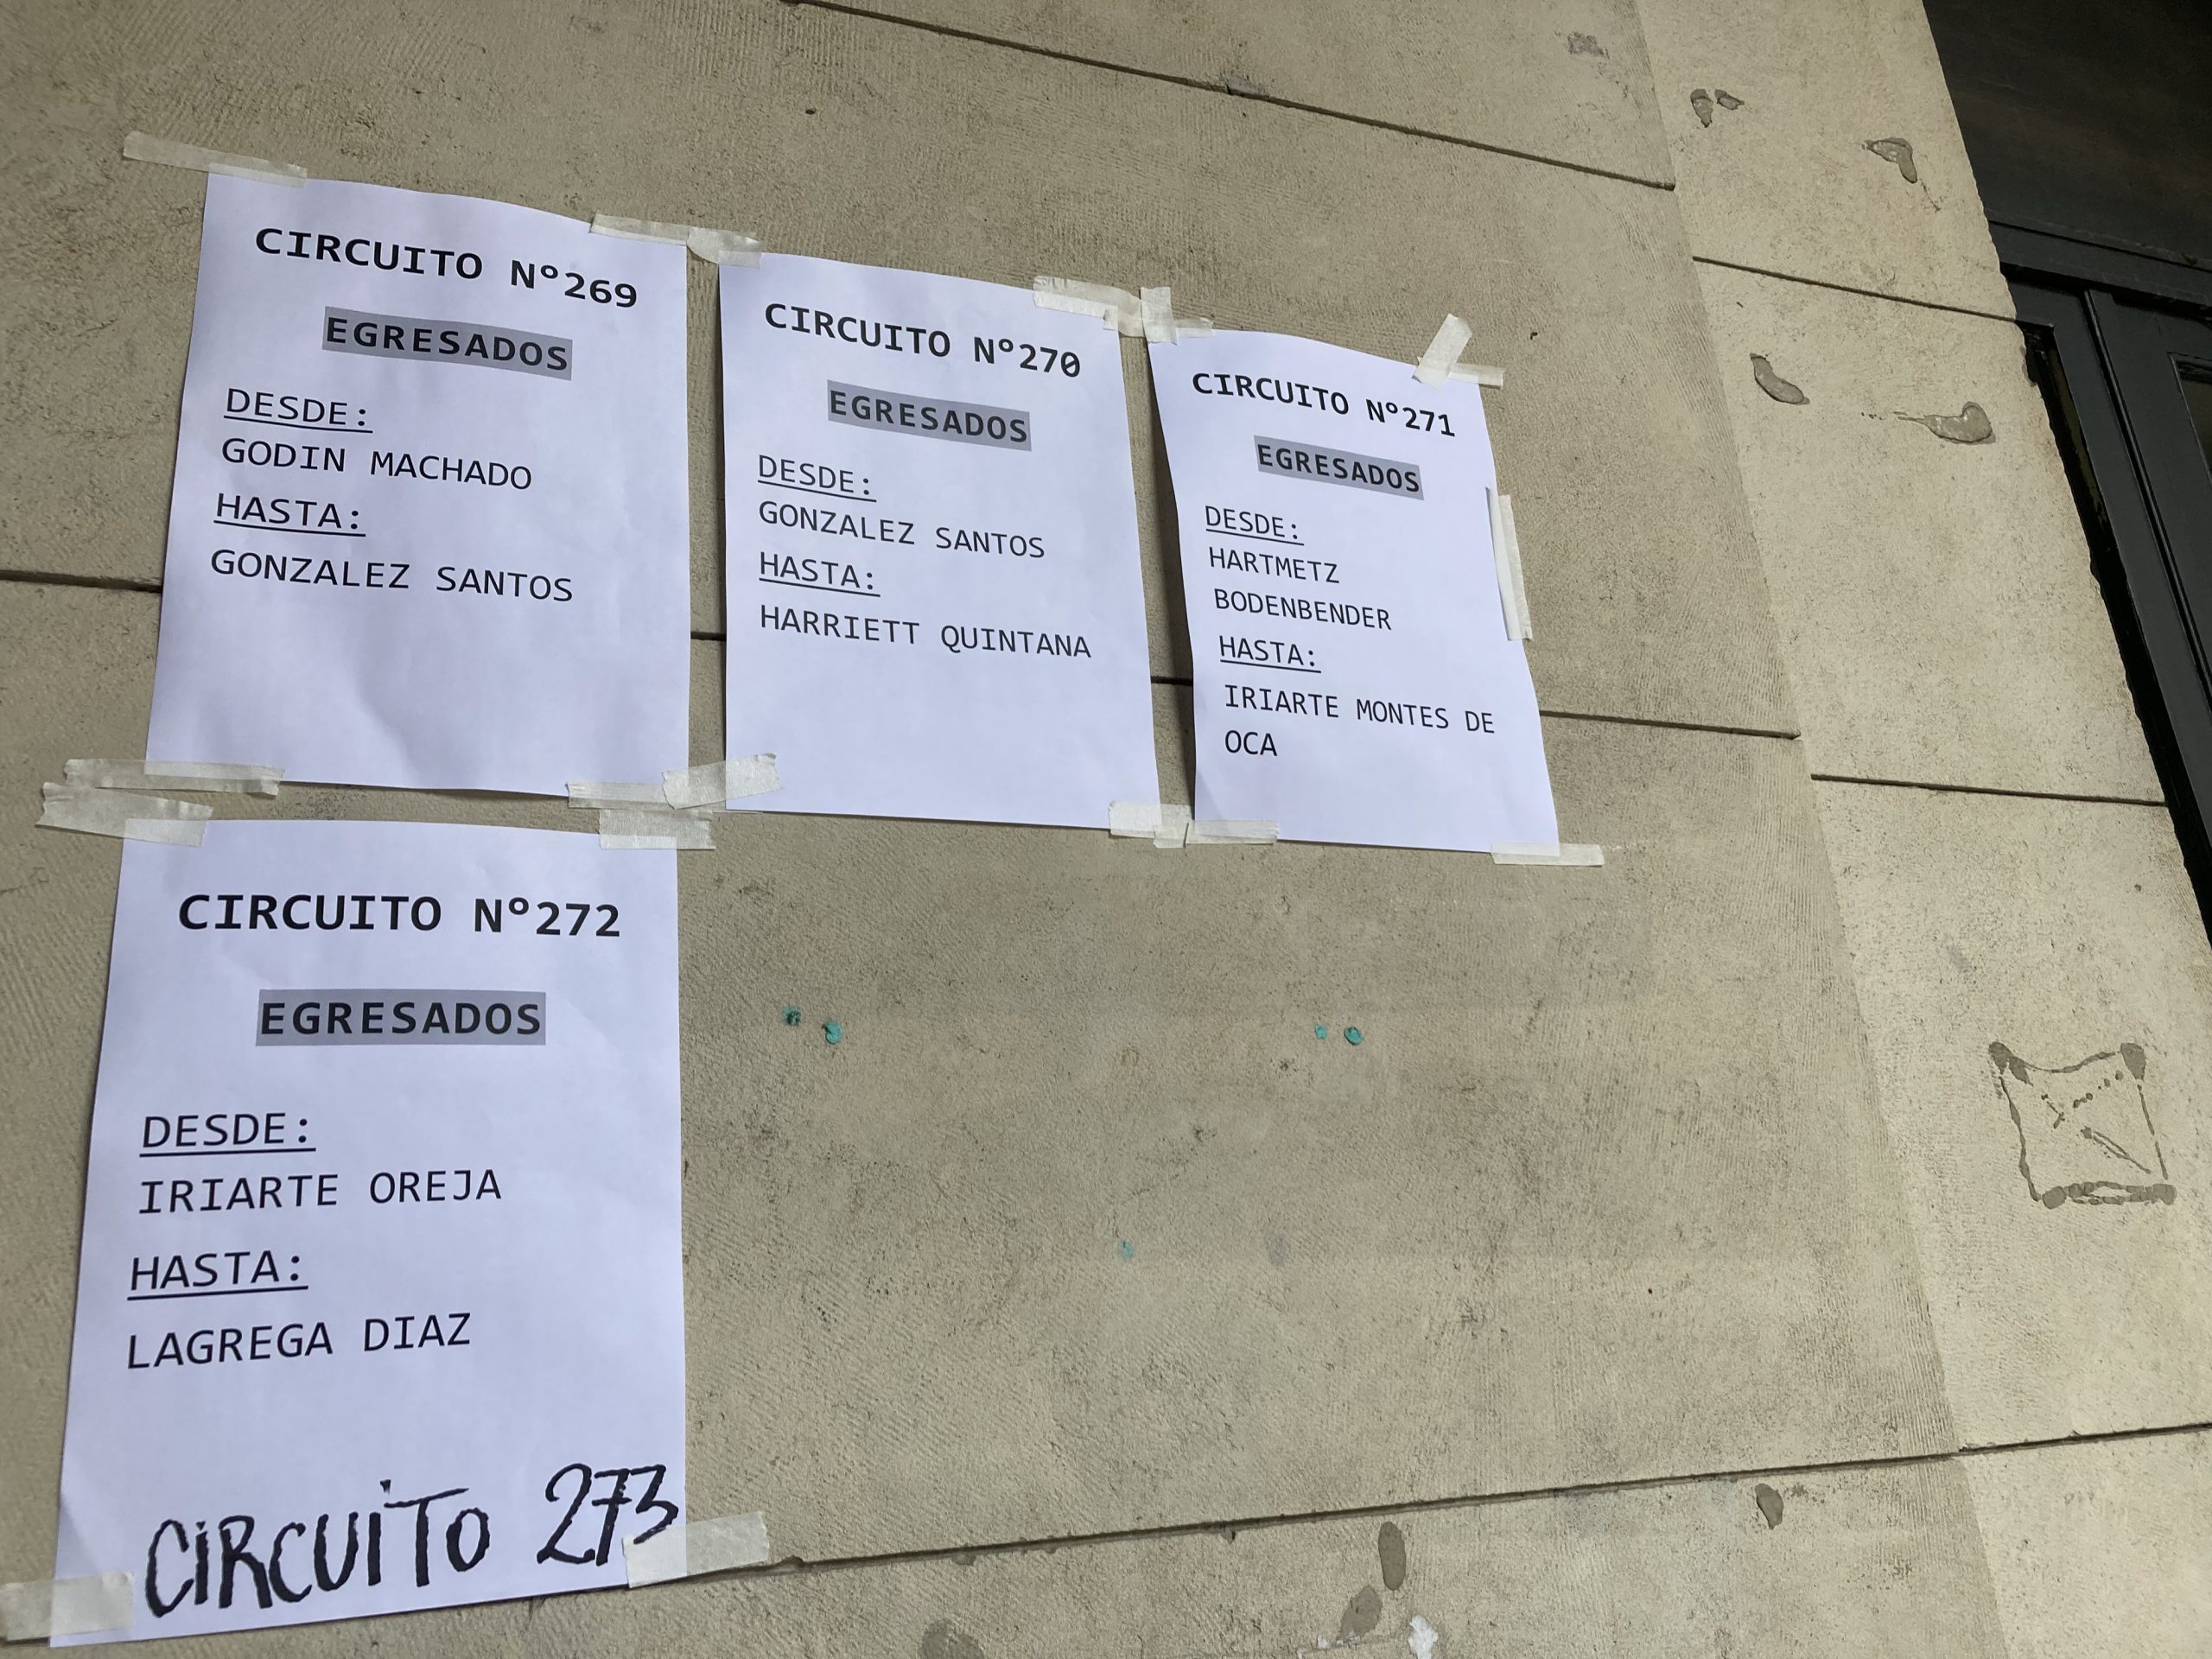 CIRCUITO N°269
EGRESADOS
DESDE:
GODIN MACHADO
HASTA:
GONZALEZ SANTOS
CIRCUITO N°270
EGRESADOS
DESDE:
GONZALEZ SANTOS
HASTA:
HARRIETT QUINTANA
CIRCUITO N°271
EGRESADOS
DESDE:
HARTMETZ
BODENBENDER
HASTA:
IRIARTE MONTES DE
OCA
CIRCUITO N°272
EGRESADOS
DESDE:
IRIARTE OREJA
HASTA:
LAGREGA DIAZ
CIRCUITO 273